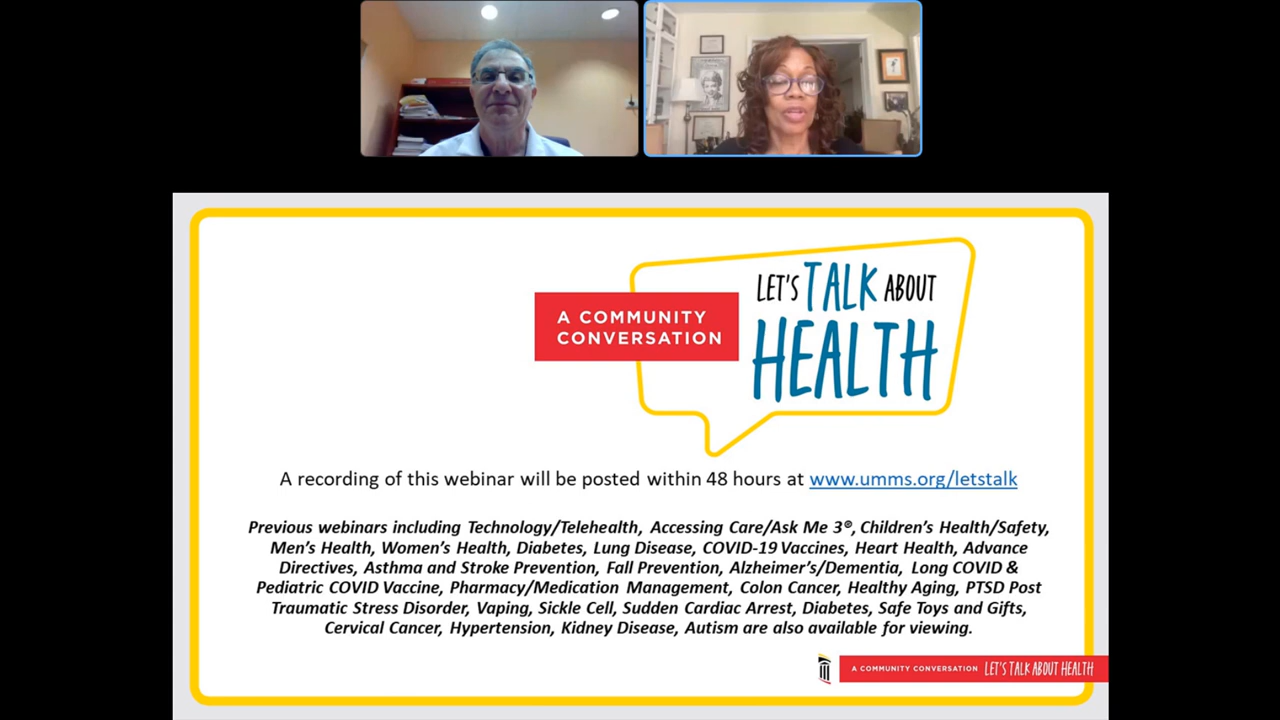 LET'S TALK ABOUT
HEALTH
A COMMUNITY
CONVERSATION
A recording of this webinar will be posted within 48 hours at www.umms.org/letstalk
Previous webinars including Technology/Telehealth, Accessing Care/Ask Me 3®, Children's Health/Safety,
Men's Health, Women's Health, Diabetes, Lung Disease, COVID-19 Vaccines, Heart Health, Advance
Directives, Asthma and Stroke Prevention, Fall Prevention, Alzheimer's/Dementia, Long COVID &
Pediatric COVID Vaccine, Pharmacy/Medication Management, Colon Cancer, Healthy Aging, PTSD Post
Traumatic Stress Disorder, Vaping, Sickle Cell, Sudden Cardiac Arrest, Diabetes, Safe Toys and Gifts,
Cervical Cancer, Hypertension, Kidney Disease, Autism are also available for viewing.
A COMMUNITY CONVERSATION LET'S TALK ABOUT HEALTH